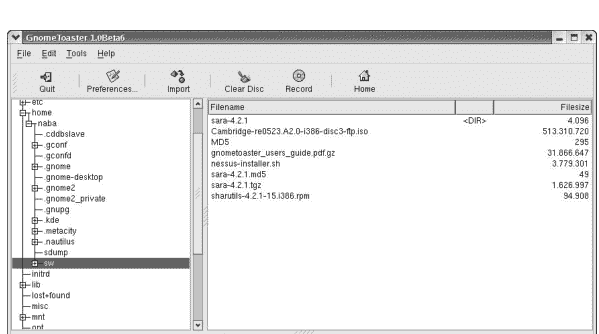 GnomeToaster 1.0Beta6
File Edit Tools Help
Quit Preferences... Import Clear Disc Record Home
etc
home
naba
.cddbslave
.gconf
.gconfd
.gnome
.gnome-desktop
.gnome2
.gnome2_private
.gnupg
.kde
.metacity
.nautilus
sdump
sw
initrd
lib
lost+found
misc
mnt
opt
Filename Filesize
sara-4.2.1 <DIR> 4.096
Cambridge-re0523.A2.0-i386-disc3-ftp.iso 513.310.720
MD5 295
gnometoaster_users_guide.pdf.gz 31.866.647
nessus-installer.sh 3.779.301
sara-4.2.1.md5 49
sara-4.2.1.tgz 1.626.997
sharutils-4.2.1-15.i386.rpm 94.908